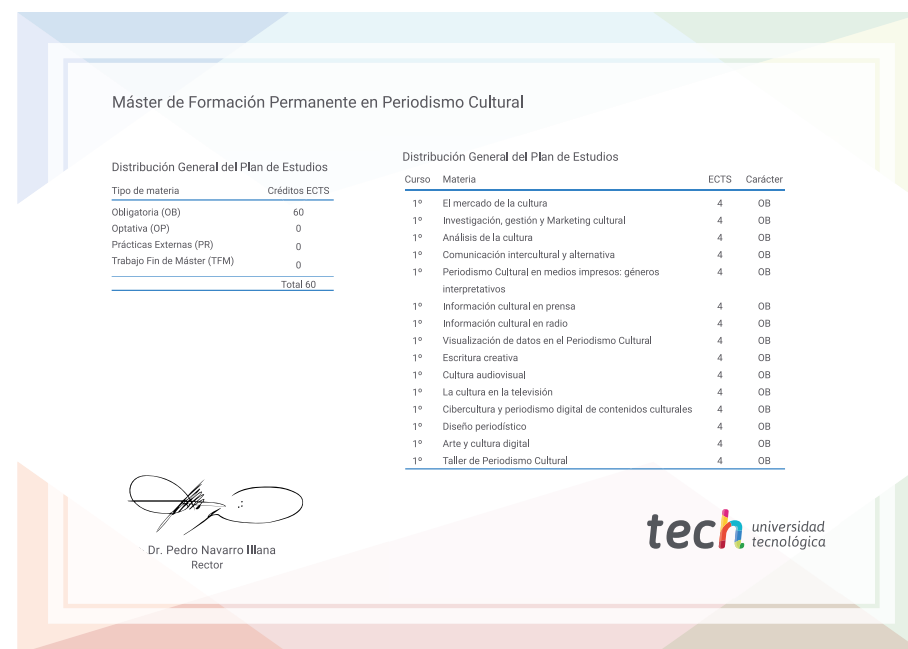 Máster de Formación Permanente en Periodismo Cultural
Distribución General del Plan de Estudios
Tipo de materia Créditos ECTS
Obligatoria (OB) 60
Optativa (OP) 0
Prácticas Externas (PR) 0
Trabajo Fin de Máster (TFM) 0
Total 60
Distribución General del Plan de Estudios
Curso Materia ECTS Carácter
1º El mercado de la cultura 4 OB
1º Investigación, gestión y Marketing cultural 4 OB
1º Análisis de la cultura 4 OB
1º Comunicación intercultural y alternativa 4 OB
1º Periodismo Cultural en medios impresos: géneros 4 OB
interpretativos
1º Información cultural en prensa 4 OB
1º Información cultural en radio 4 OB
1º Visualización de datos en el Periodismo Cultural 4 OB
1º Escritura creativa 4 OB
1º Cultura audiovisual 4 OB
1º La cultura en la televisión 4 OB
1º Cibercultura y periodismo digital de contenidos culturales 4 OB
1º Diseño periodístico 4 OB
1º Arte y cultura digital 4 OB
1º Taller de Periodismo Cultural 4 OB
Dr. Pedro Navarro Illana
Rector
tech universidad
tecnológica